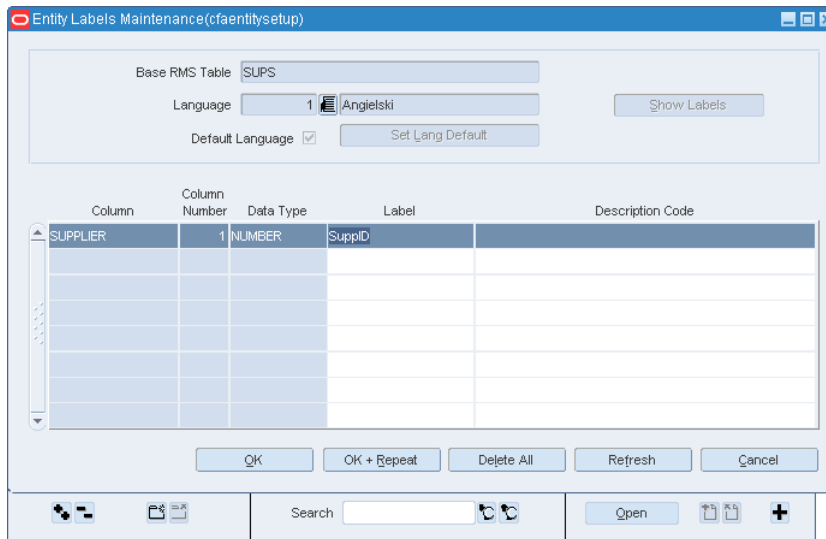 Entity Labels Maintenance(cfaentitysetup)
Base RMS Table SUPS
Language 1 Angielski Show Labels
Default Language Set Lang Default
Column Column Number Data Type Label Description Code
SUPPLIER 1 NUMBER SuppID
OK OK + Repeat Delete All Refresh Cancel
Search Open